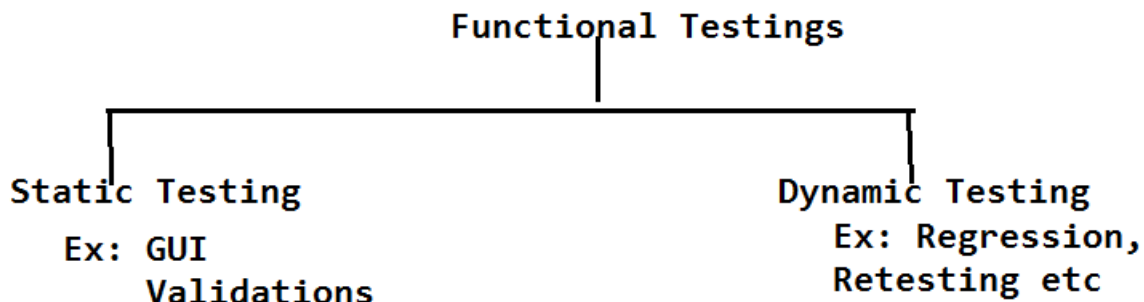 Functional Testings
Static Testing
Ex: GUI
Validations
Dynamic Testing
Ex: Regression,
Retesting etc